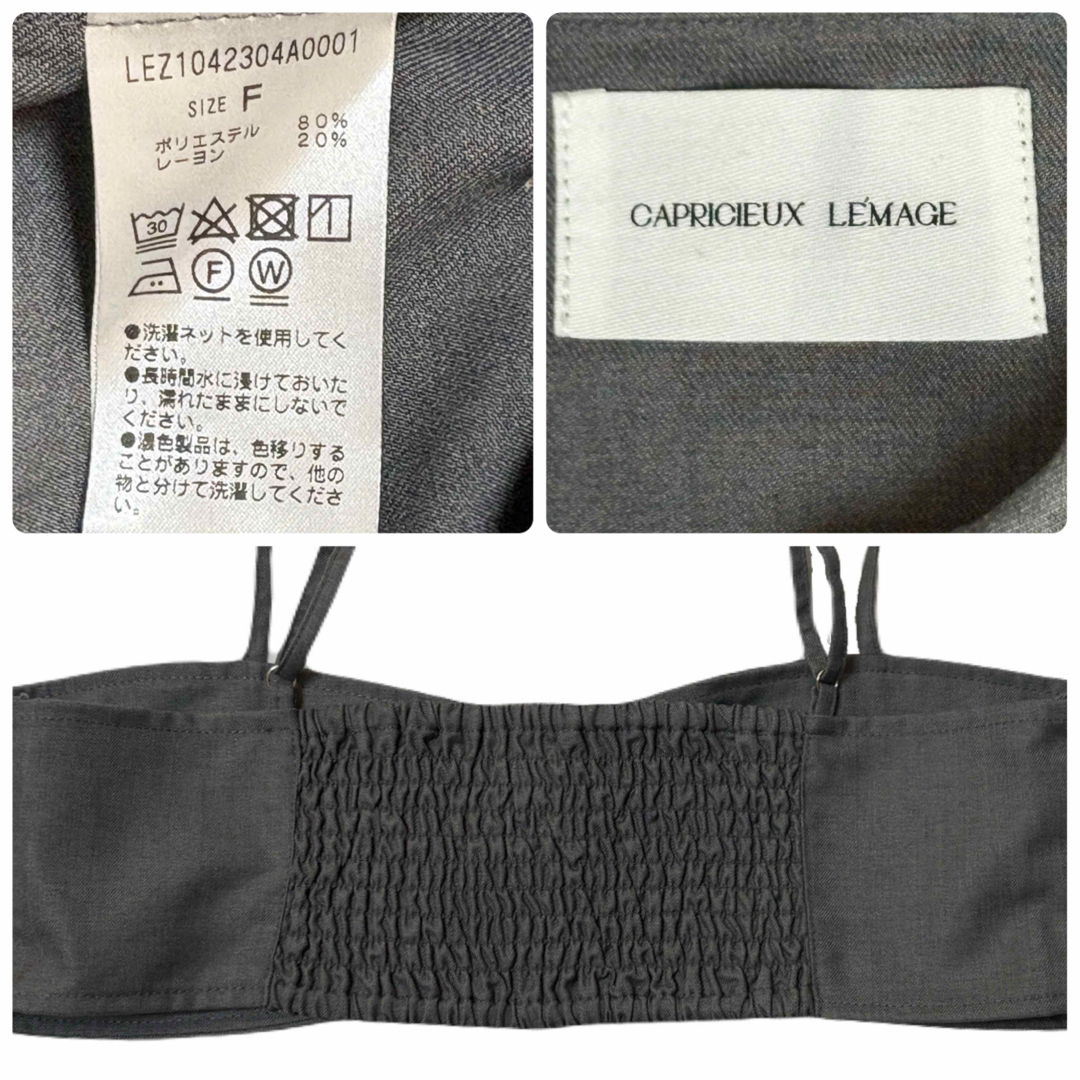 LEZ1042304A0001
SIZE F
ポリエステル 80%
レーヨン 20%
30
F W
●洗濯ネットを使用してく
ださい。
●長時間水に浸けておいた
り、濡れたままにしないで
ください。
●濃色製品は、色移りする
ことがありますので、他の
物と分けて洗濯してくださ
い。
CAPRICIEUX LE'MAGE